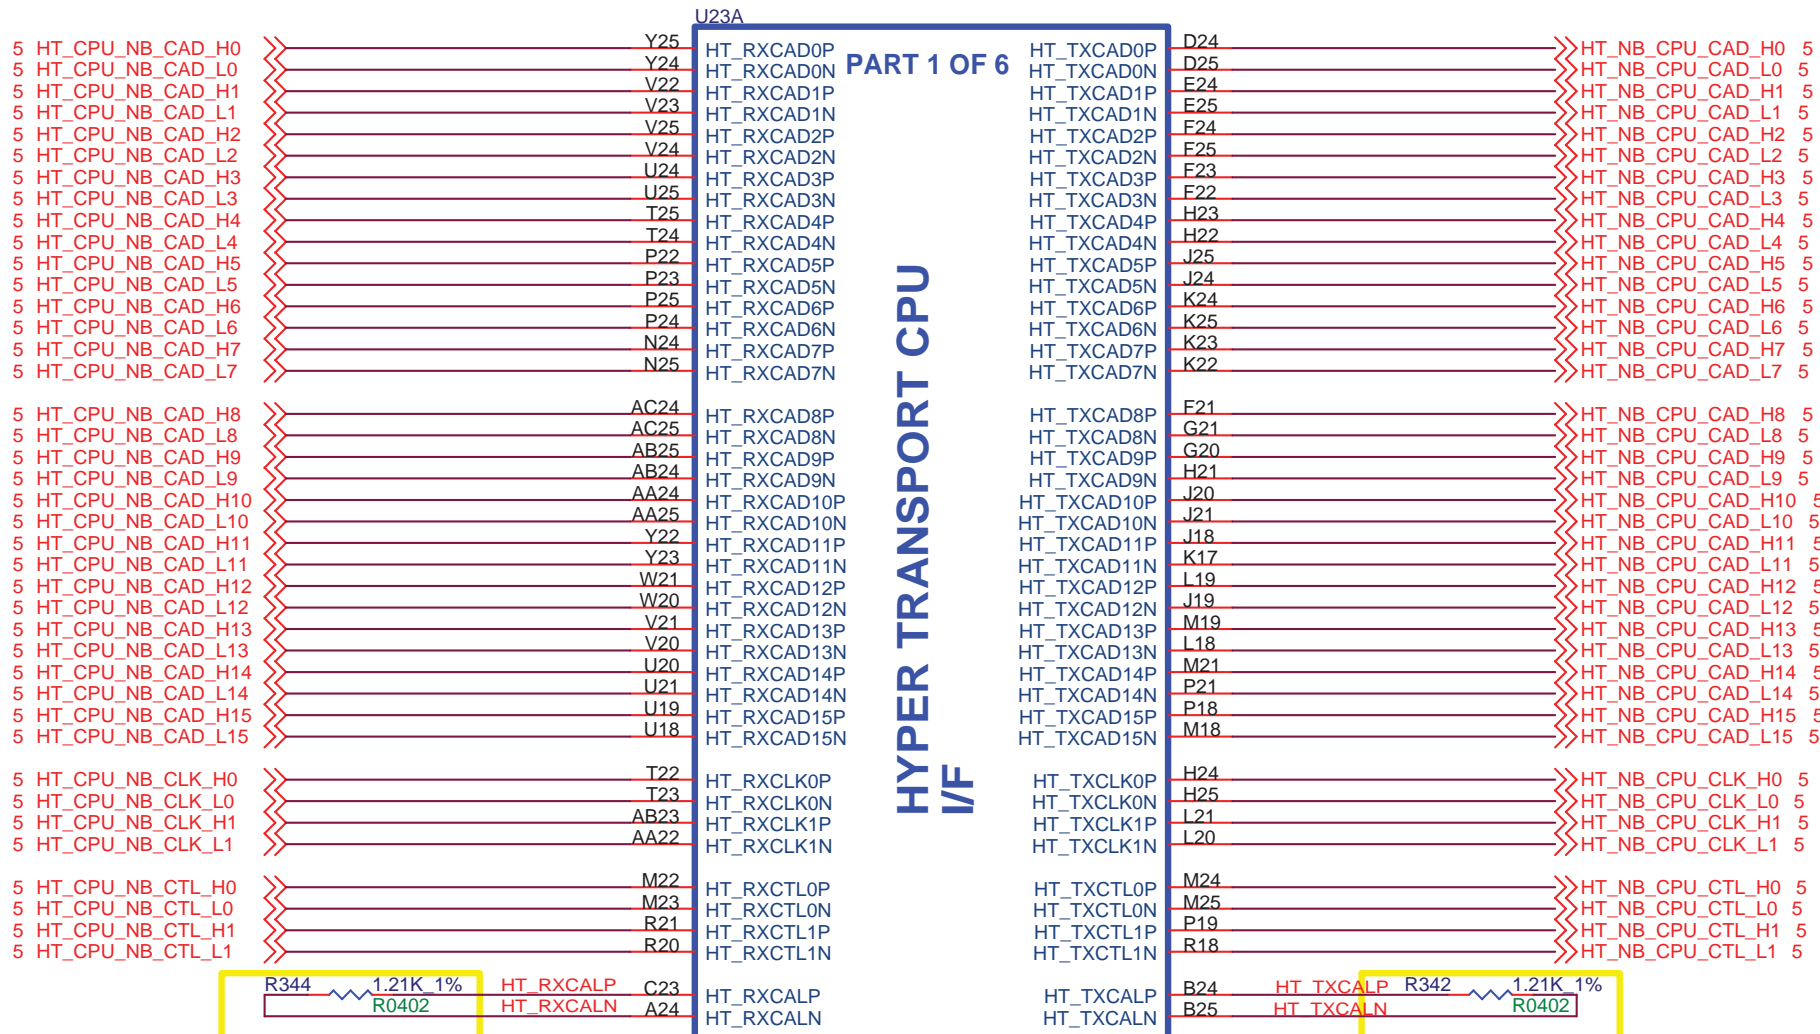 U23A
5 HT_CPU_NB_CAD_H0 Y25 HT_RXCAD0P PART 1 OF 6 HT_TXCAD0P D24 HT_NB_CPU_CAD_H0 5
5 HT_CPU_NB_CAD_L0 Y24 HT_RXCAD0N HT_TXCAD0N D25 HT_NB_CPU_CAD_L0 5
5 HT_CPU_NB_CAD_H1 V22 HT_RXCAD1P HT_TXCAD1P E24 HT_NB_CPU_CAD_H1 5
5 HT_CPU_NB_CAD_L1 V23 HT_RXCAD1N HT_TXCAD1N E25 HT_NB_CPU_CAD_L1 5
5 HT_CPU_NB_CAD_H2 V25 HT_RXCAD2P HT_TXCAD2P F24 HT_NB_CPU_CAD_H2 5
5 HT_CPU_NB_CAD_L2 V24 HT_RXCAD2N HT_TXCAD2N F25 HT_NB_CPU_CAD_L2 5
5 HT_CPU_NB_CAD_H3 U24 HT_RXCAD3P HT_TXCAD3P F23 HT_NB_CPU_CAD_H3 5
5 HT_CPU_NB_CAD_L3 U25 HT_RXCAD3N HT_TXCAD3N F22 HT_NB_CPU_CAD_L3 5
5 HT_CPU_NB_CAD_H4 T25 HT_RXCAD4P HT_TXCAD4P H23 HT_NB_CPU_CAD_H4 5
5 HT_CPU_NB_CAD_L4 T24 HT_RXCAD4N HT_TXCAD4N H22 HT_NB_CPU_CAD_L4 5
5 HT_CPU_NB_CAD_H5 P22 HT_RXCAD5P HT_TXCAD5P J25 HT_NB_CPU_CAD_H5 5
5 HT_CPU_NB_CAD_L5 P23 HT_RXCAD5N HT_TXCAD5N J24 HT_NB_CPU_CAD_L5 5
5 HT_CPU_NB_CAD_H6 P25 HT_RXCAD6P HT_TXCAD6P K24 HT_NB_CPU_CAD_H6 5
5 HT_CPU_NB_CAD_L6 P24 HT_RXCAD6N HT_TXCAD6N K25 HT_NB_CPU_CAD_L6 5
5 HT_CPU_NB_CAD_H7 N24 HT_RXCAD7P HT_TXCAD7P K23 HT_NB_CPU_CAD_H7 5
5 HT_CPU_NB_CAD_L7 N25 HT_RXCAD7N HT_TXCAD7N K22 HT_NB_CPU_CAD_L7 5
5 HT_CPU_NB_CAD_H8 AC24 HT_RXCAD8P HT_TXCAD8P F21 HT_NB_CPU_CAD_H8 5
5 HT_CPU_NB_CAD_L8 AC25 HT_RXCAD8N HT_TXCAD8N G21 HT_NB_CPU_CAD_L8 5
5 HT_CPU_NB_CAD_H9 AB25 HT_RXCAD9P HT_TXCAD9P G20 HT_NB_CPU_CAD_H9 5
5 HT_CPU_NB_CAD_L9 AB24 HT_RXCAD9N HT_TXCAD9N H21 HT_NB_CPU_CAD_L9 5
5 HT_CPU_NB_CAD_H10 AA24 HT_RXCAD10P HT_TXCAD10P J20 HT_NB_CPU_CAD_H10 5
5 HT_CPU_NB_CAD_L10 AA25 HT_RXCAD10N HT_TXCAD10N J21 HT_NB_CPU_CAD_L10 5
5 HT_CPU_NB_CAD_H11 Y22 HT_RXCAD11P HT_TXCAD11P J18 HT_NB_CPU_CAD_H11 5
5 HT_CPU_NB_CAD_L11 Y23 HT_RXCAD11N HT_TXCAD11N K17 HT_NB_CPU_CAD_L11 5
5 HT_CPU_NB_CAD_H12 W21 HT_RXCAD12P HT_TXCAD12P L19 HT_NB_CPU_CAD_H12 5
5 HT_CPU_NB_CAD_L12 W20 HT_RXCAD12N HT_TXCAD12N J19 HT_NB_CPU_CAD_L12 5
5 HT_CPU_NB_CAD_H13 V21 HT_RXCAD13P HT_TXCAD13P M19 HT_NB_CPU_CAD_H13 5
5 HT_CPU_NB_CAD_L13 V20 HT_RXCAD13N HT_TXCAD13N L18 HT_NB_CPU_CAD_L13 5
5 HT_CPU_NB_CAD_H14 U20 HT_RXCAD14P HT_TXCAD14P M21 HT_NB_CPU_CAD_H14 5
5 HT_CPU_NB_CAD_L14 U21 HT_RXCAD14N HT_TXCAD14N P21 HT_NB_CPU_CAD_L14 5
5 HT_CPU_NB_CAD_H15 U19 HT_RXCAD15P HT_TXCAD15P P18 HT_NB_CPU_CAD_H15 5
5 HT_CPU_NB_CAD_L15 U18 HT_RXCAD15N HT_TXCAD15N M18 HT_NB_CPU_CAD_L15 5
HYPER TRANSPORT CPU
I/F
5 HT_CPU_NB_CLK_H0 T22 HT_RXCLK0P HT_TXCLK0P H24 HT_NB_CPU_CLK_H0 5
5 HT_CPU_NB_CLK_L0 T23 HT_RXCLK0N HT_TXCLK0N H25 HT_NB_CPU_CLK_L0 5
5 HT_CPU_NB_CLK_H1 AB23 HT_RXCLK1P HT_TXCLK1P L21 HT_NB_CPU_CLK_H1 5
5 HT_CPU_NB_CLK_L1 AA22 HT_RXCLK1N HT_TXCLK1N L20 HT_NB_CPU_CLK_L1 5
5 HT_CPU_NB_CTL_H0 M22 HT_RXCTL0P HT_TXCTL0P M24 HT_NB_CPU_CTL_H0 5
5 HT_CPU_NB_CTL_L0 M23 HT_RXCTL0N HT_TXCTL0N M25 HT_NB_CPU_CTL_L0 5
5 HT_CPU_NB_CTL_H1 R21 HT_RXCTL1P HT_TXCTL1P P19 HT_NB_CPU_CTL_H1 5
5 HT_CPU_NB_CTL_L1 R20 HT_RXCTL1N HT_TXCTL1N R18 HT_NB_CPU_CTL_L1 5
R344 1.21K_1% HT_RXCALP C23 HT_RXCALP HT_TXCALP B24 HT_TXCALP R342 1.21K_1%
R0402 HT_RXCALN A24 HT_RXCALN HT_TXCALN B25 HT_TXCALN R0402